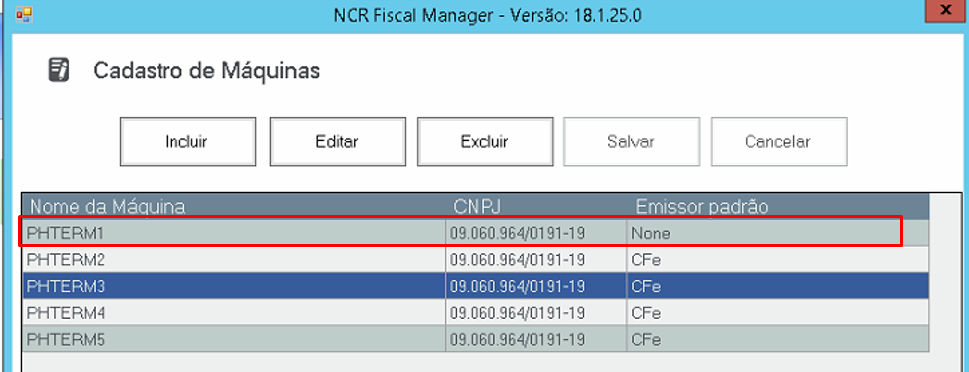 NCR Fiscal Manager - Versão: 18.1.25.0
x
Cadastro de Máquinas
Incluir Editar Excluir Salvar Cancelar
Nome da Máquina CNPJ Emissor padrão
PHTERM1 09.060.964/0191-19 None
PHTERM2 09.060.964/0191-19 CFe
PHTERM3 09.060.964/0191-19 CFe
PHTERM4 09.060.964/0191-19 CFe
PHTERM5 09.060.964/0191-19 CFe